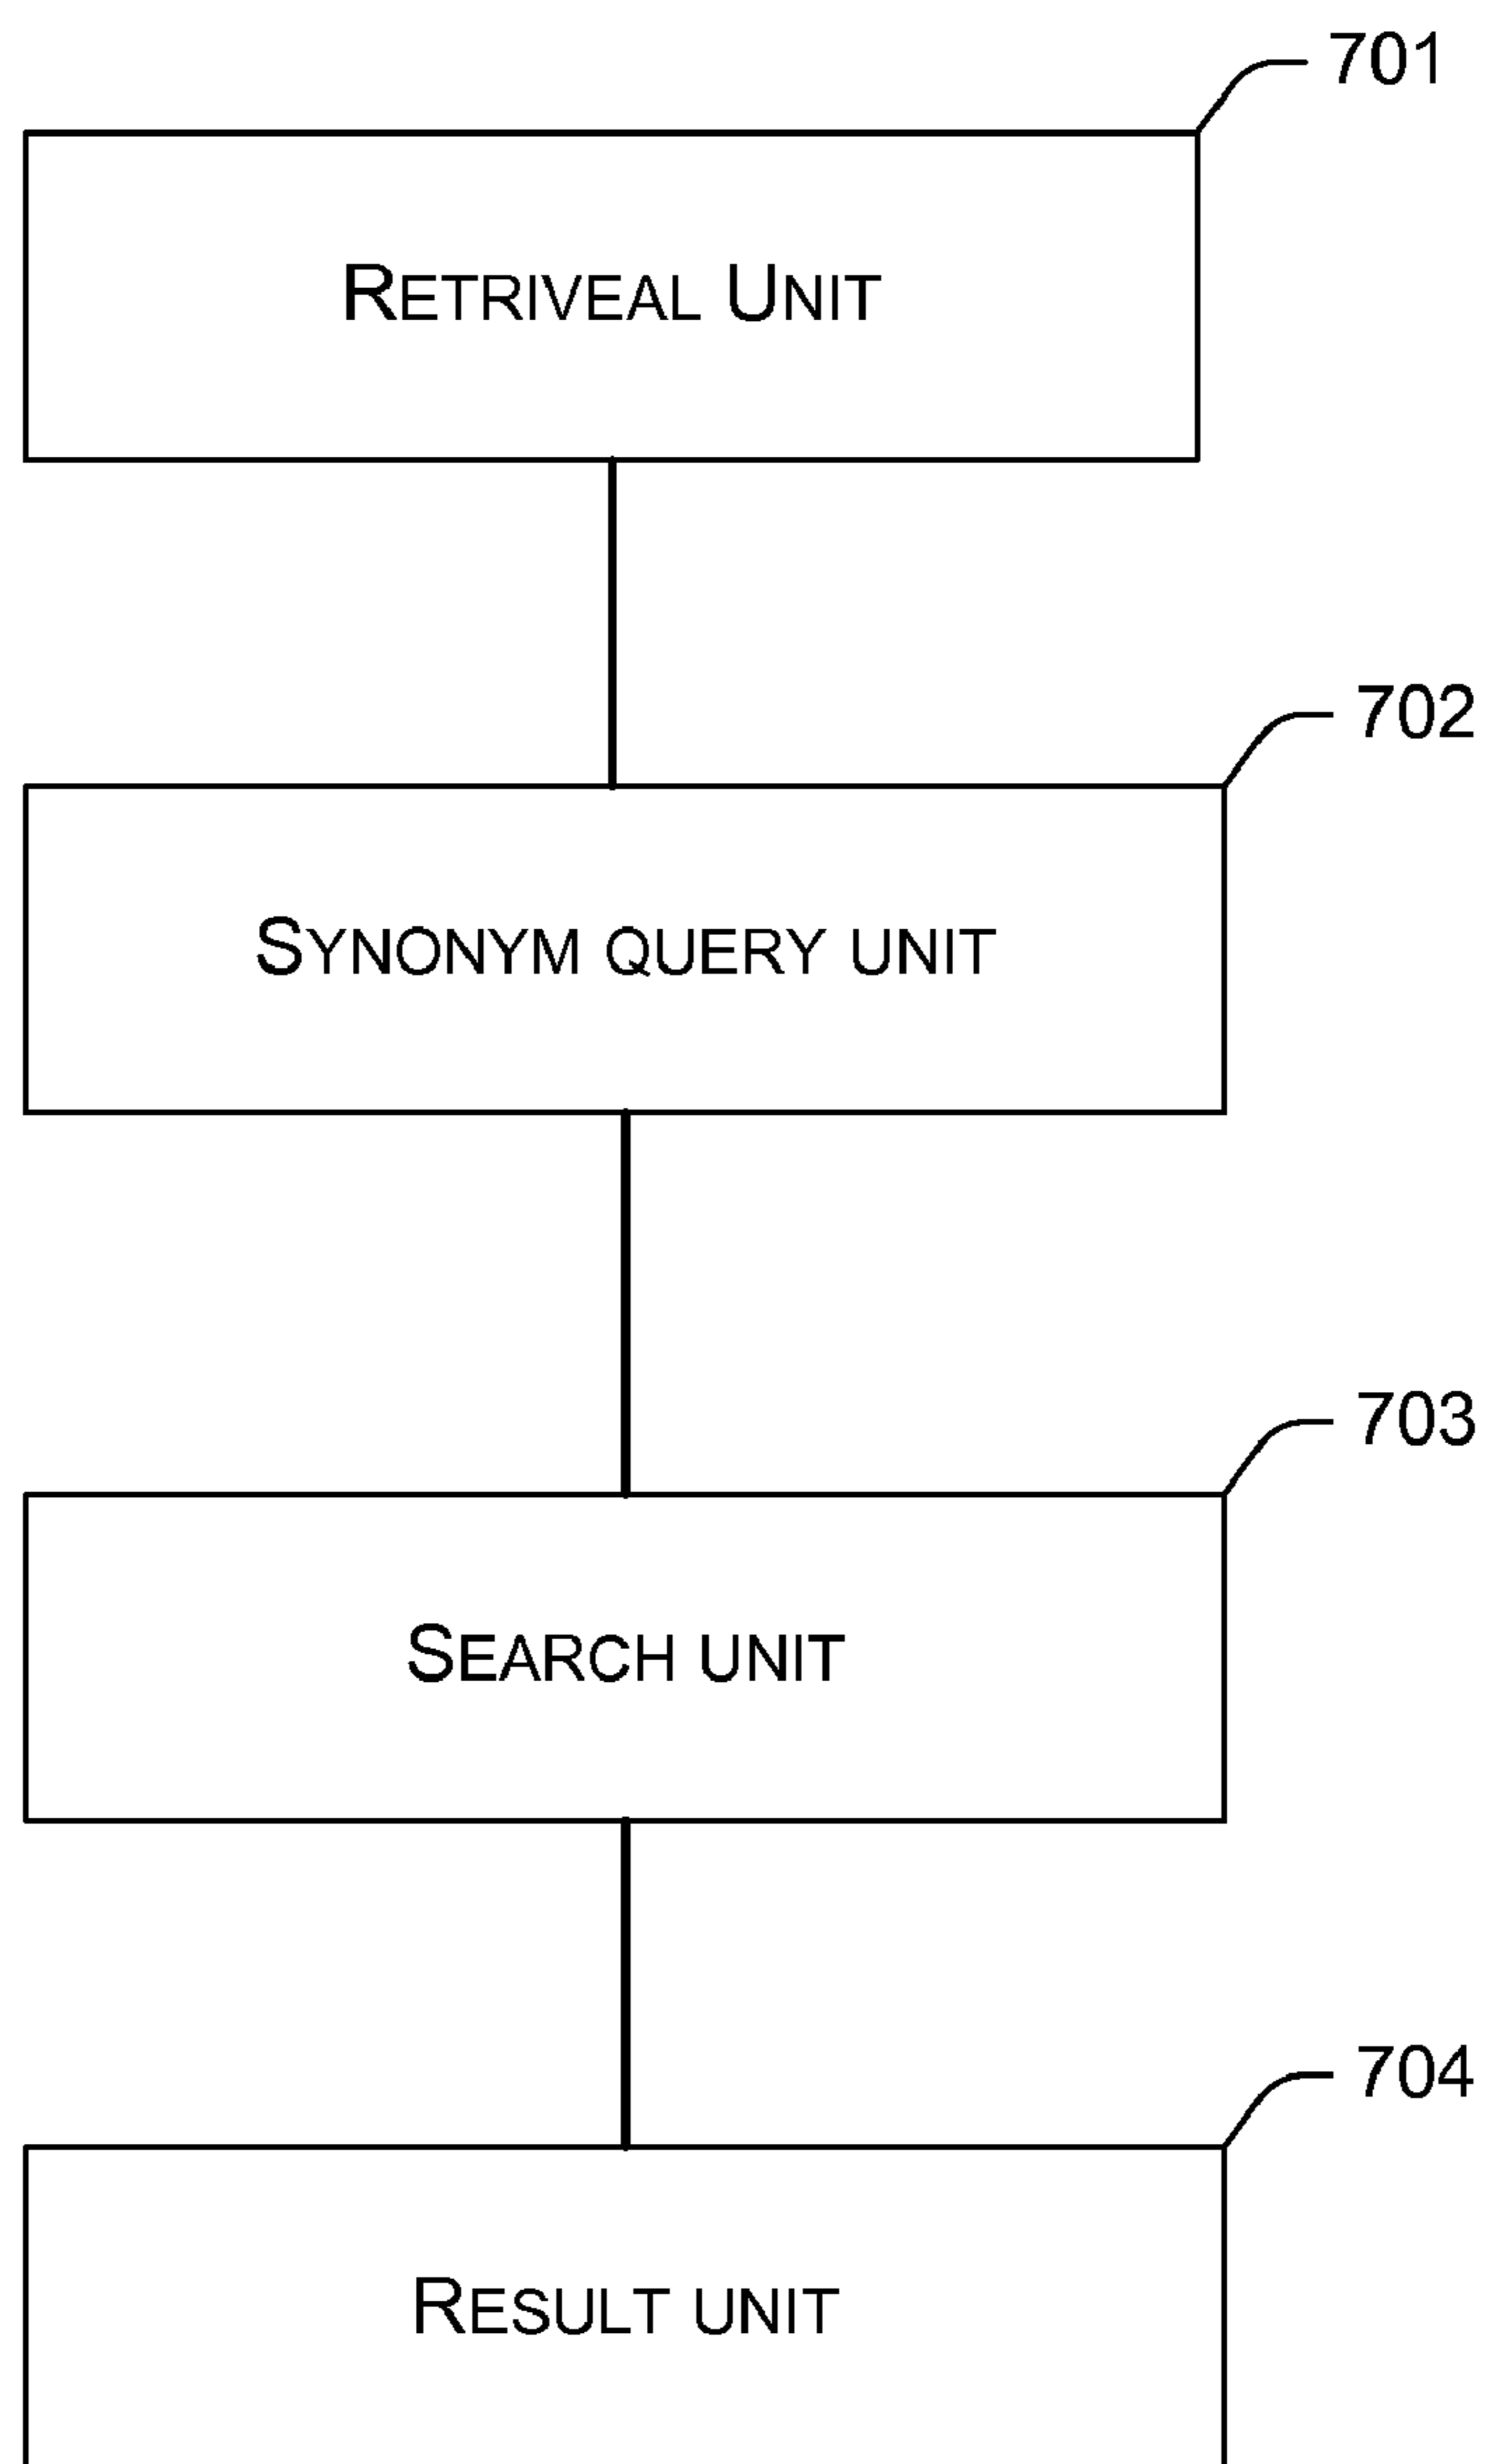 701
RETRIVEAL UNIT
702
SYNONYM QUERY UNIT
703
SEARCH UNIT
704
RESULT UNIT